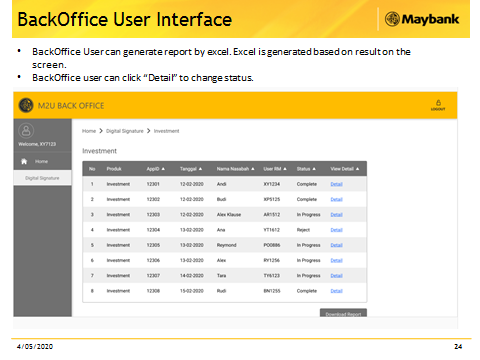 BackOffice User Interface
Maybank
• BackOffice User can generate report by excel. Excel is generated based on result on the
screen.
• BackOffice user can click “Detail” to change status.
M2U BACK OFFICE
LOGOUT
Welcome, XY7123
Home
Digital Signature
Home > Digital Signature > Investment
Investment
No Produk AppID ▲ Tanggal ▲ Nama Nasabah ▲ User RM ▲ Status ▲ View Detail ▲
1 Investment 12301 12-02-2020 Andi XY1234 Complete Detail
2 Investment 12302 12-02-2020 Budi XP5125 Complete Detail
3 Investment 12303 12-02-2020 Alex Klause AR1512 In Progress Detail
4 Investment 12304 13-02-2020 Ana YT1612 Reject Detail
5 Investment 12305 13-02-2020 Reymond PO0886 In Progress Detail
6 Investment 12306 13-02-2020 Alex RY1256 In Progress Detail
7 Investment 12307 14-02-2020 Tara TY6123 In Progress Detail
8 Investment 12308 15-02-2020 Rudi BN1255 Complete Detail
Download Report
4/05/2020
24